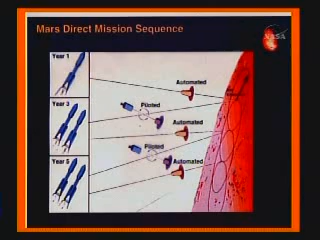 Mars Direct Mission Sequence
NASA
Year 1
Automated
Year 3
Piloted
Automated
Year 5
Piloted
Automated